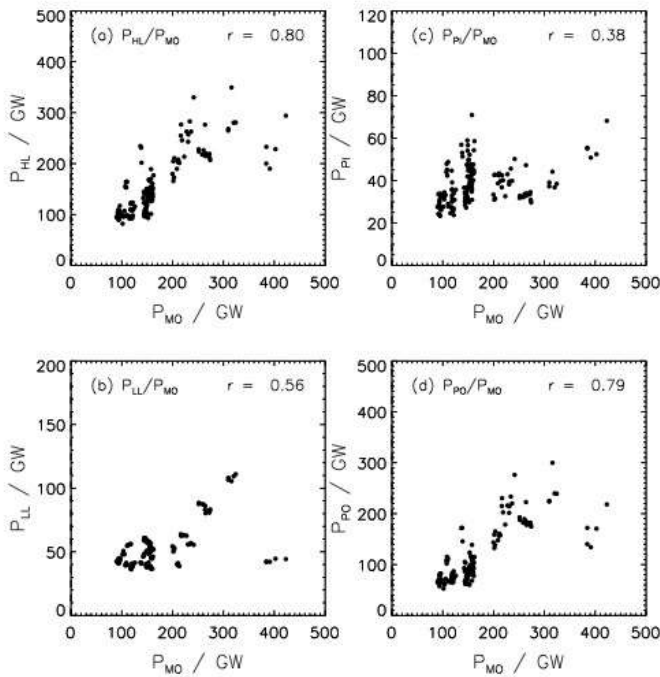 500
400
300
200
100
0
P_HL / GW
(a) P_HL/P_MO r = 0.80
0 100 200 300 400 500
P_MO / GW
120
100
80
60
40
20
0
P_PI / GW
(c) P_PI/P_MO r = 0.38
0 100 200 300 400 500
P_MO / GW
200
150
100
50
0
P_LL / GW
(b) P_LL/P_MO r = 0.56
0 100 200 300 400 500
P_MO / GW
500
400
300
200
100
0
P_PO / GW
(d) P_PO/P_MO r = 0.79
0 100 200 300 400 500
P_MO / GW